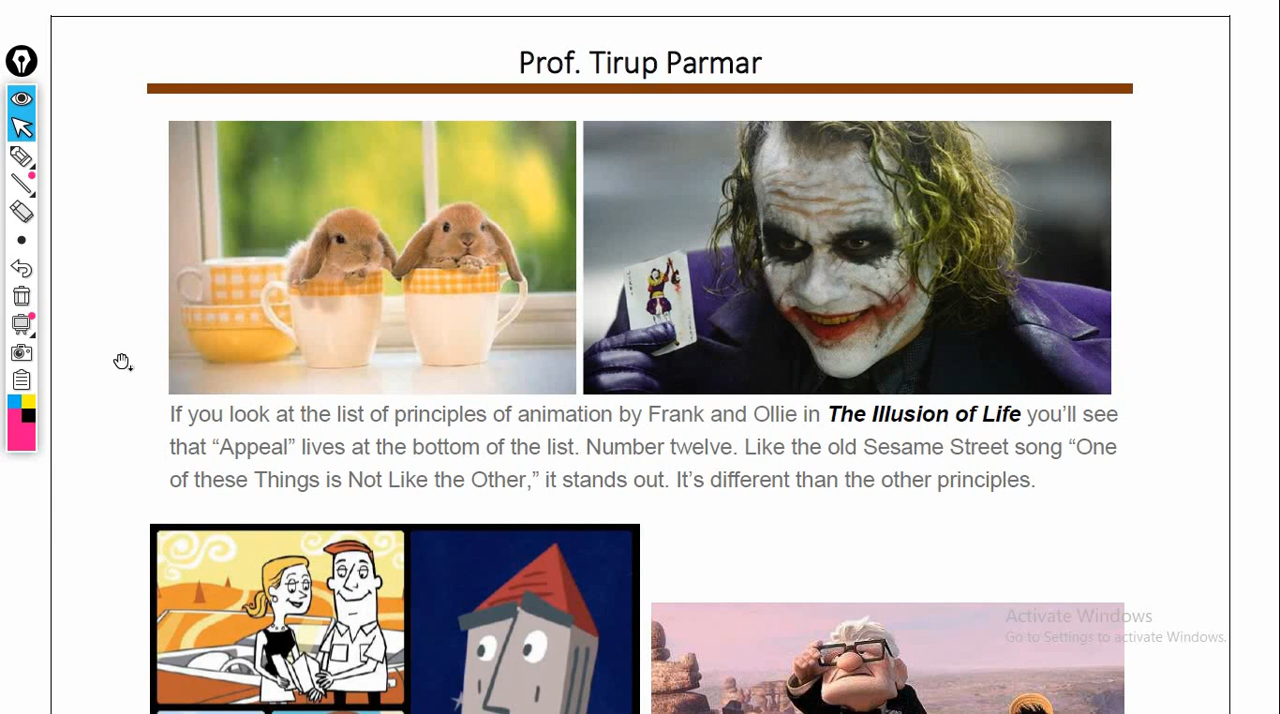 Prof. Tirup Parmar
If you look at the list of principles of animation by Frank and Ollie in The Illusion of Life you’ll see
that “Appeal” lives at the bottom of the list. Number twelve. Like the old Sesame Street song “One
of these Things is Not Like the Other,” it stands out. It’s different than the other principles.
Activate Windows
Go to Settings to activate Windows.